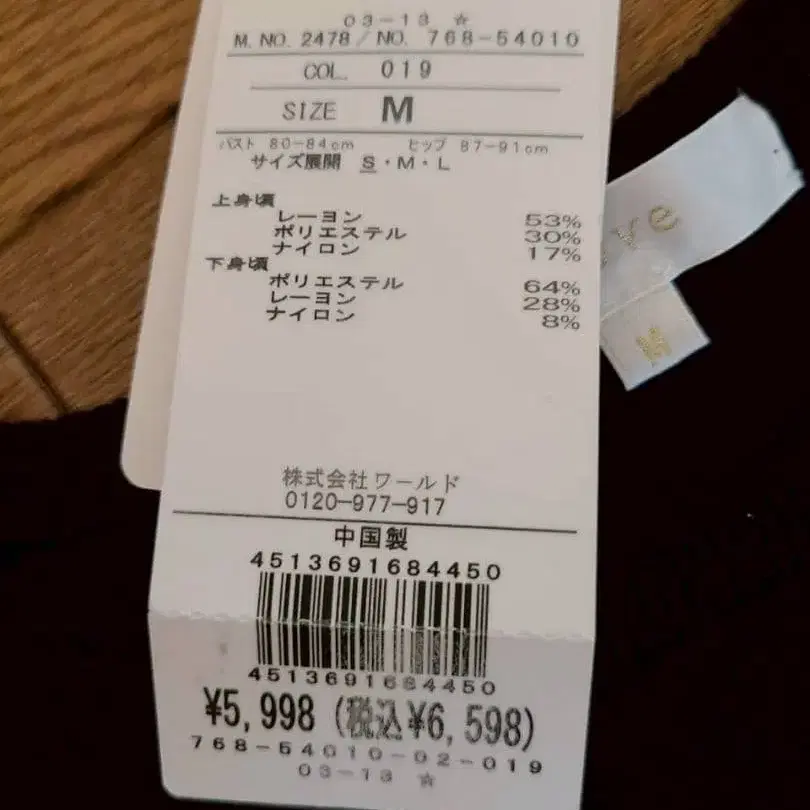 03-13 ☆
M. NO. 2478 / NO. 768-54010
COL. 019
SIZE M
バスト 80-84cm ヒップ 87-91cm
サイズ展開 S・M・L
上身頃
レーヨン 53%
ポリエステル 30%
ナイロン 17%
下身頃
ポリエステル 64%
レーヨン 28%
ナイロン 8%
株式会社ワールド
0120-977-917
中国製
4513691684450
4513691684450
¥5,998 (税込¥6,598)
768-54010-02-019
03-13 ☆
M